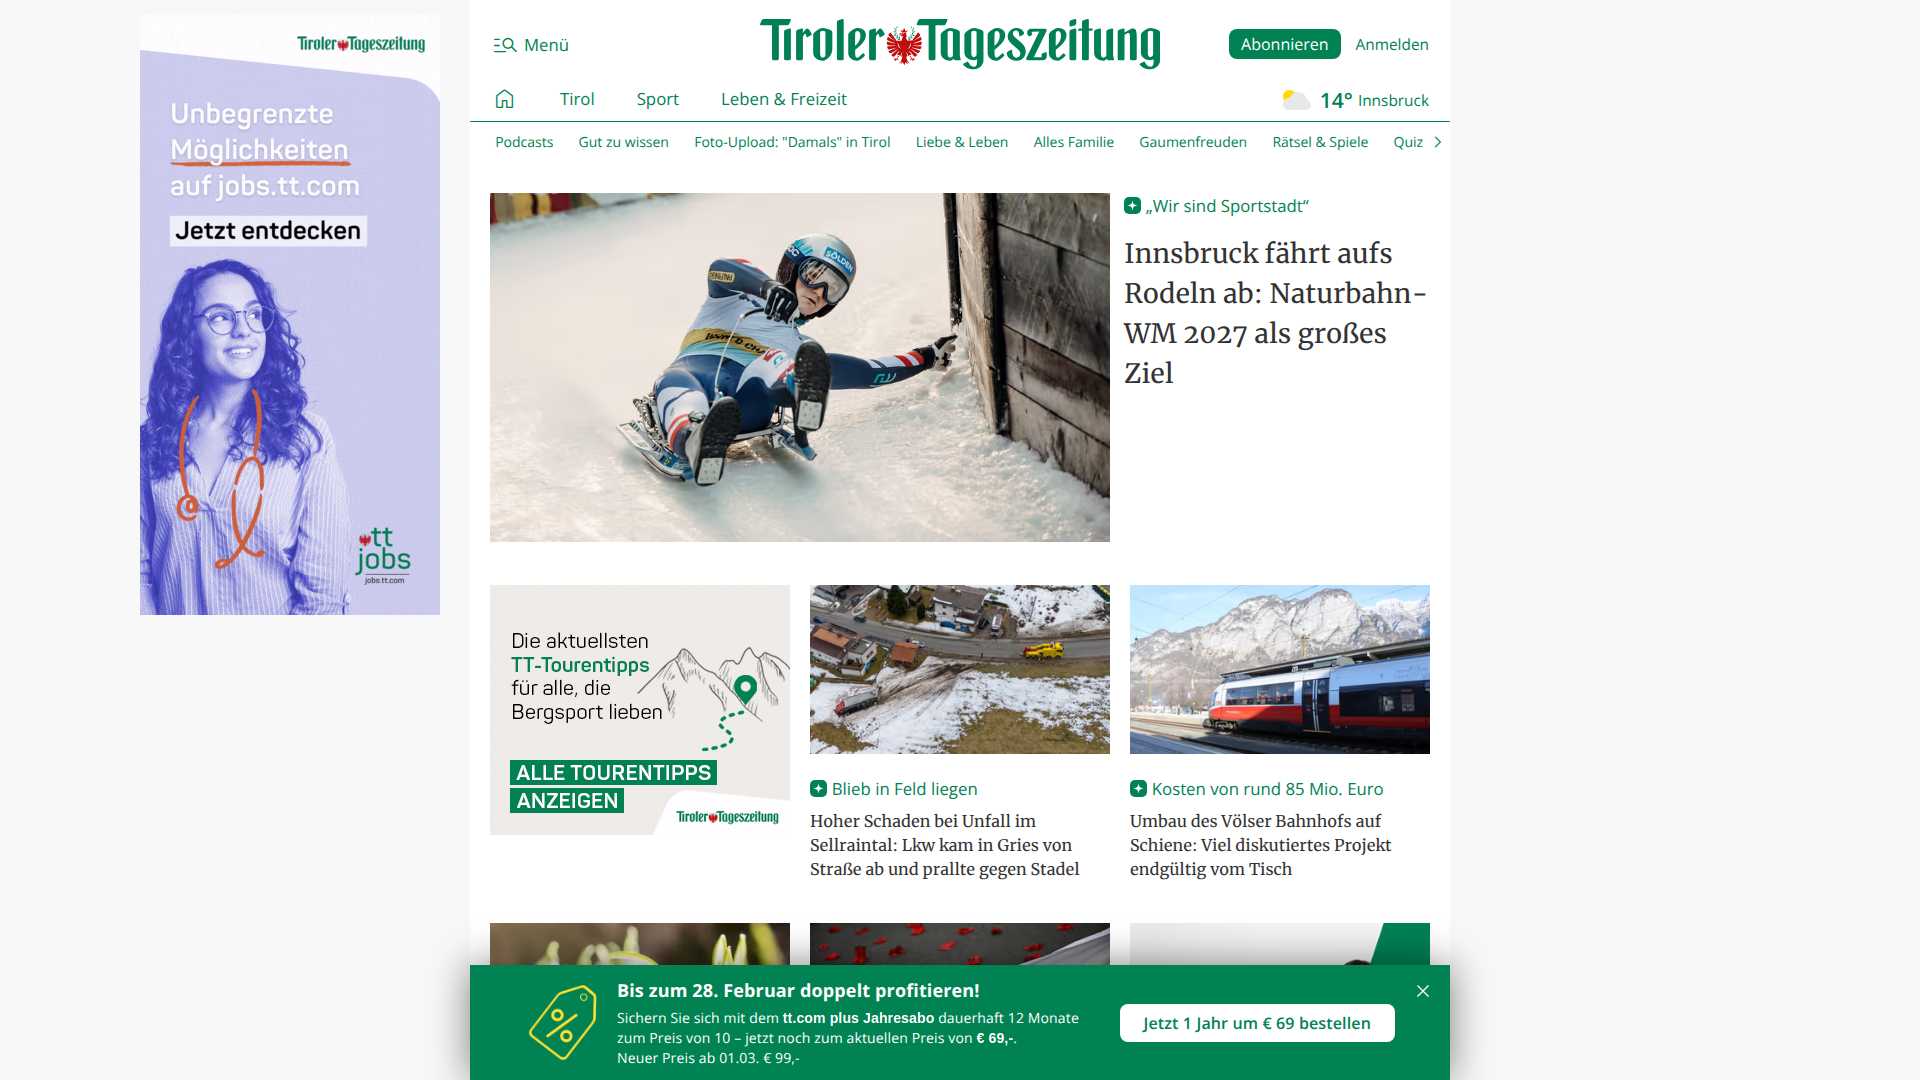 Tiroler Tageszeitung
Unbegrenzte
Möglichkeiten
auf jobs.tt.com
Jetzt entdecken
tt
jobs
jobs.tt.com
Menü
Tiroler Tageszeitung
Abonnieren
Anmelden
Tirol
Sport
Leben & Freizeit
14° Innsbruck
Podcasts
Gut zu wissen
Foto-Upload: "Damals" in Tirol
Liebe & Leben
Alles Familie
Gaumenfreuden
Rätsel & Spiele
Quiz
SÖLDEN
„Wir sind Sportstadt“
Innsbruck fährt aufs
Rodeln ab: Naturbahn-
WM 2027 als großes
Ziel
Die aktuellsten
TT-Tourentipps
für alle, die
Bergsport lieben
ALLE TOURENTIPPS
ANZEIGEN
Tiroler Tageszeitung
Blieb in Feld liegen
Hoher Schaden bei Unfall im
Sellraintal: Lkw kam in Gries von
Straße ab und prallte gegen Stadel
Kosten von rund 85 Mio. Euro
Umbau des Völser Bahnhofs auf
Schiene: Viel diskutiertes Projekt
endgültig vom Tisch
Bis zum 28. Februar doppelt profitieren!
Sichern Sie sich mit dem tt.com plus Jahresabo dauerhaft 12 Monate
zum Preis von 10 – jetzt noch zum aktuellen Preis von € 69,-.
Neuer Preis ab 01.03. € 99,-
Jetzt 1 Jahr um € 69 bestellen